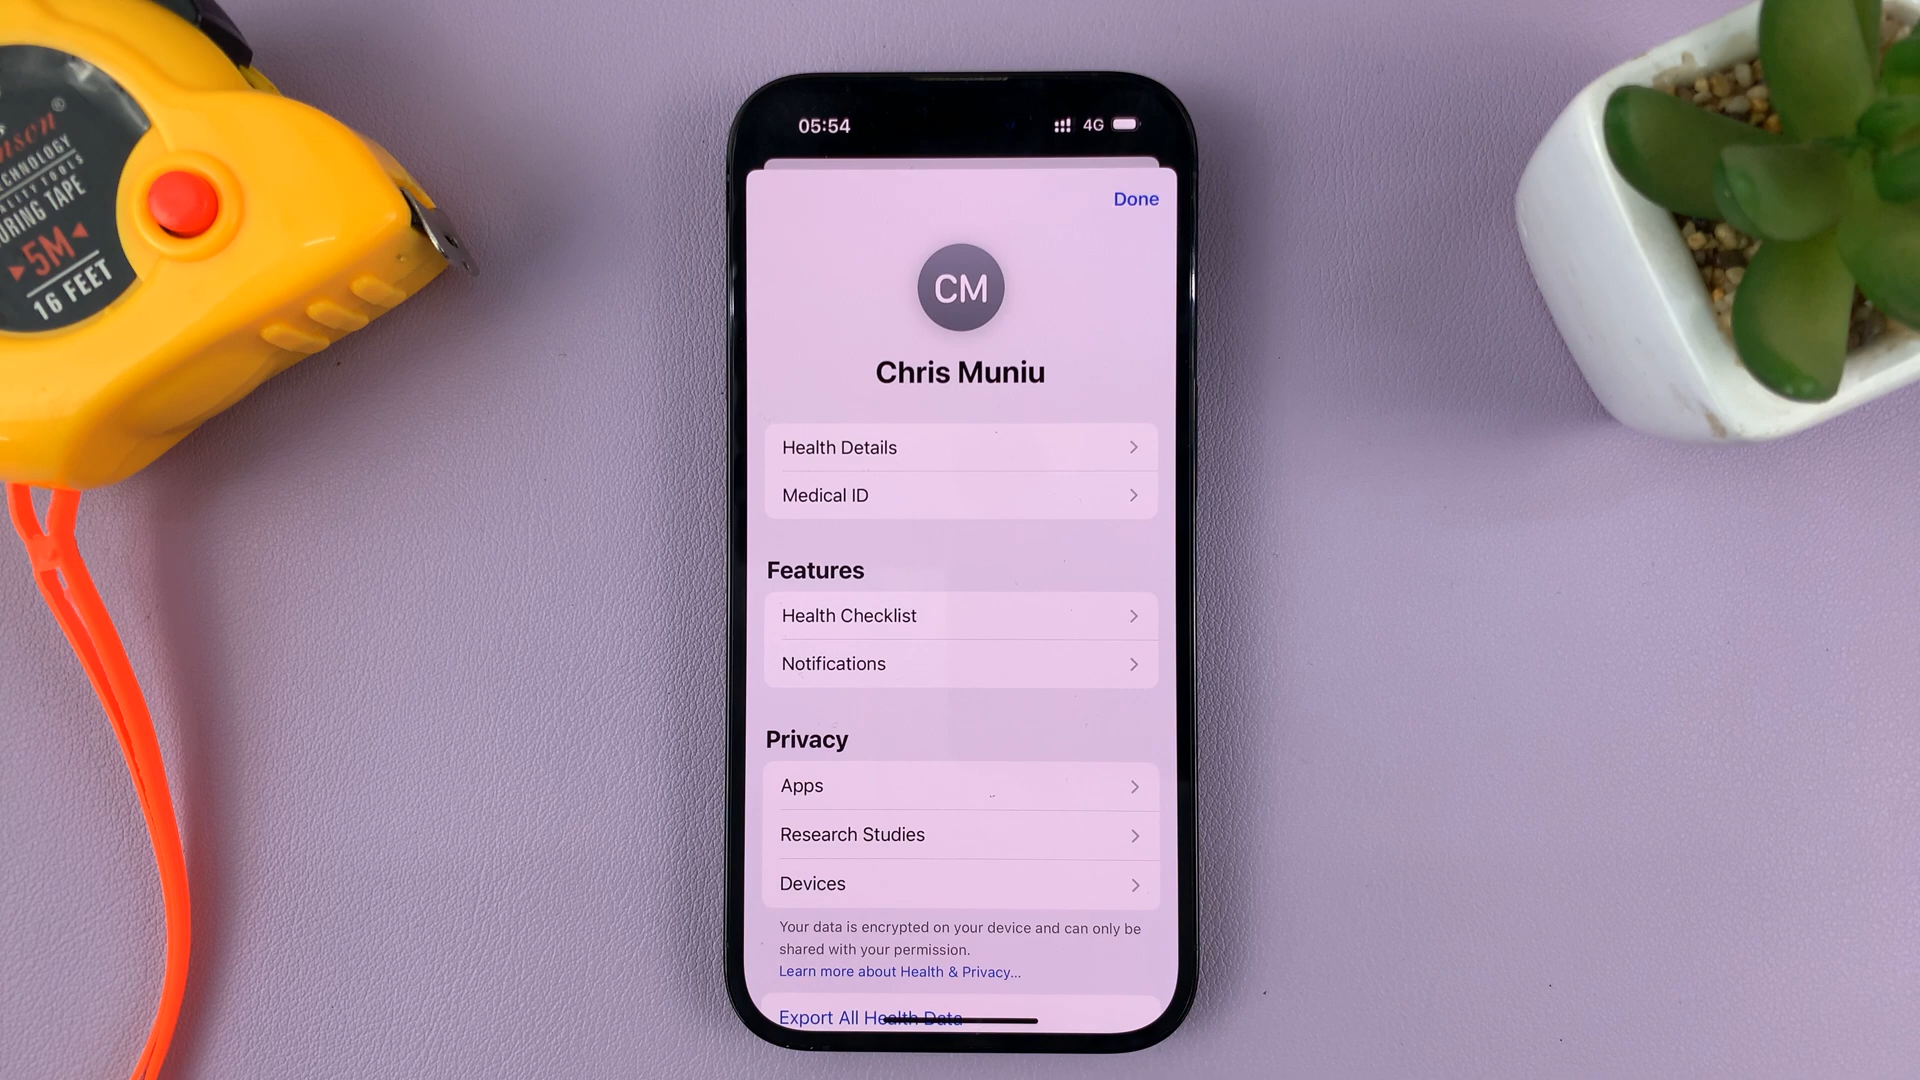 TECHNOLOGY
QUALITY TOOLS
5M
16 FEET
05:54
4G
Done
CM
Chris Muniu
Health Details
Medical ID
Features
Health Checklist
Notifications
Privacy
Apps
Research Studies
Devices
Your data is encrypted on your device and can only be
shared with your permission.
Learn more about Health & Privacy...
Export All Health Data